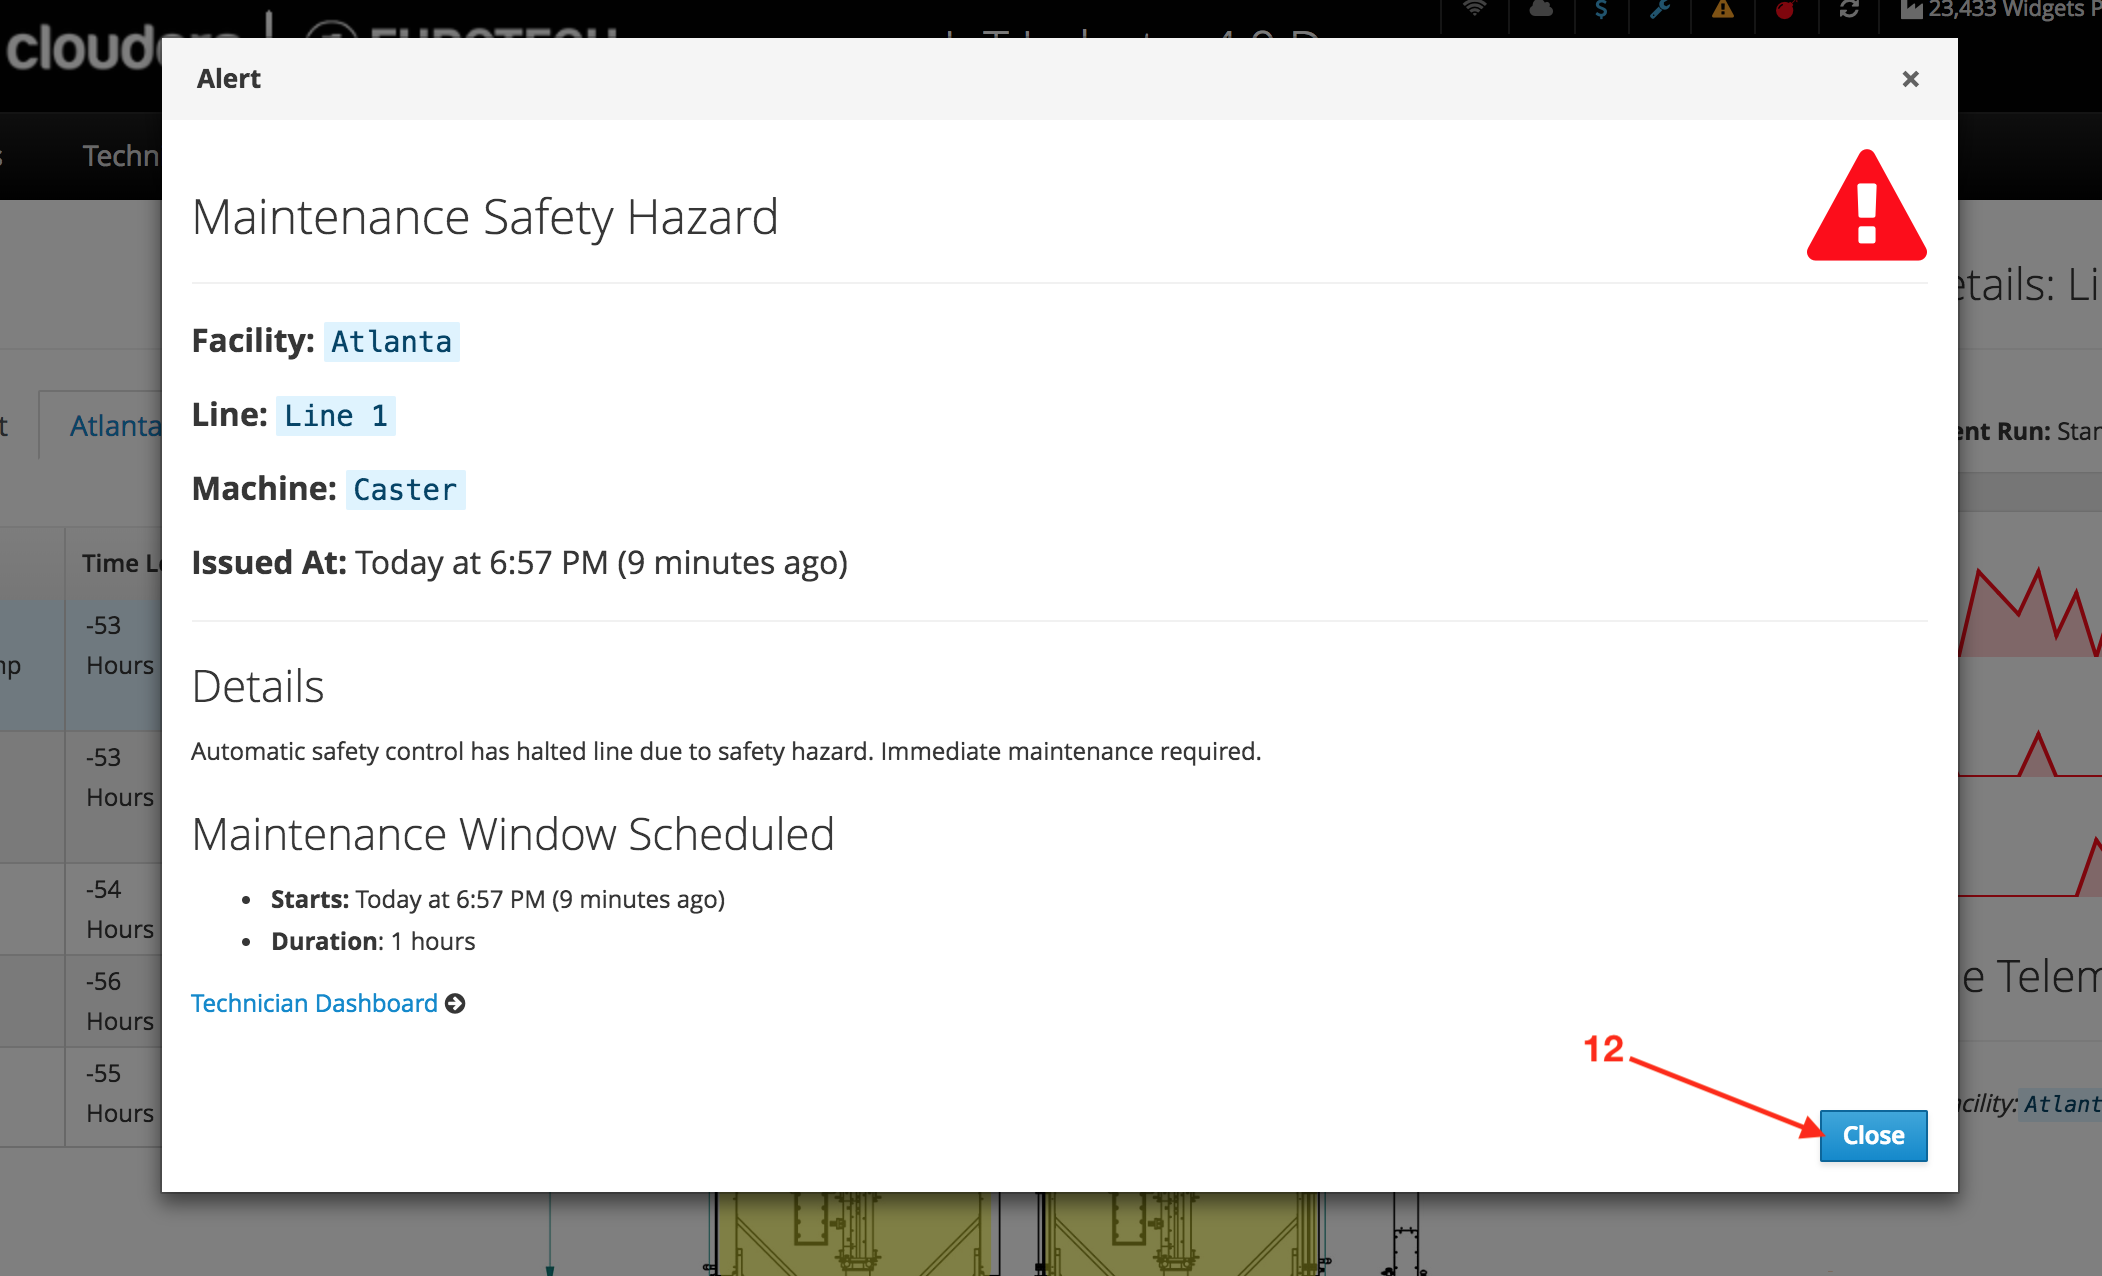 23,433 Widgets P
Alert
×
Techn
Maintenance Safety Hazard
Facility: Atlanta
Line: Line 1
Machine: Caster
Issued At: Today at 6:57 PM (9 minutes ago)
Details
Automatic safety control has halted line due to safety hazard. Immediate maintenance required.
Maintenance Window Scheduled
• Starts: Today at 6:57 PM (9 minutes ago)
• Duration: 1 hours
Technician Dashboard
12
Close
Atlanta
Time L
-53
Hours
-53
Hours
-54
Hours
-56
Hours
-55
Hours
etails: Li
ent Run: Star
e Telem
cility: Atlant